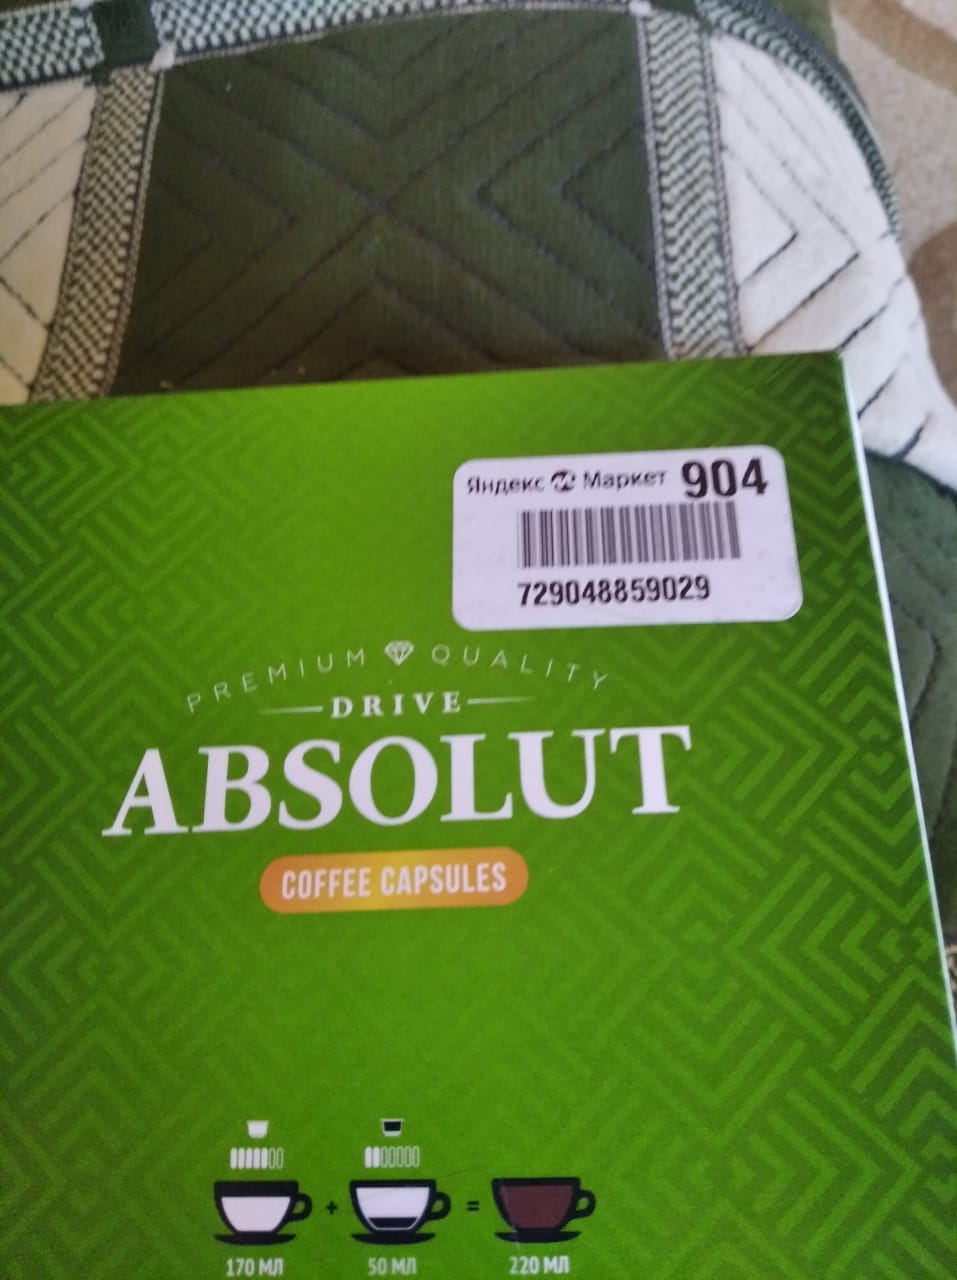 Яндекс Маркет 904
729048859029
PREMIUM QUALITY
DRIVE
ABSOLUT
COFFEE CAPSULES
+ =
170 МЛ 50 МЛ 220 МЛ